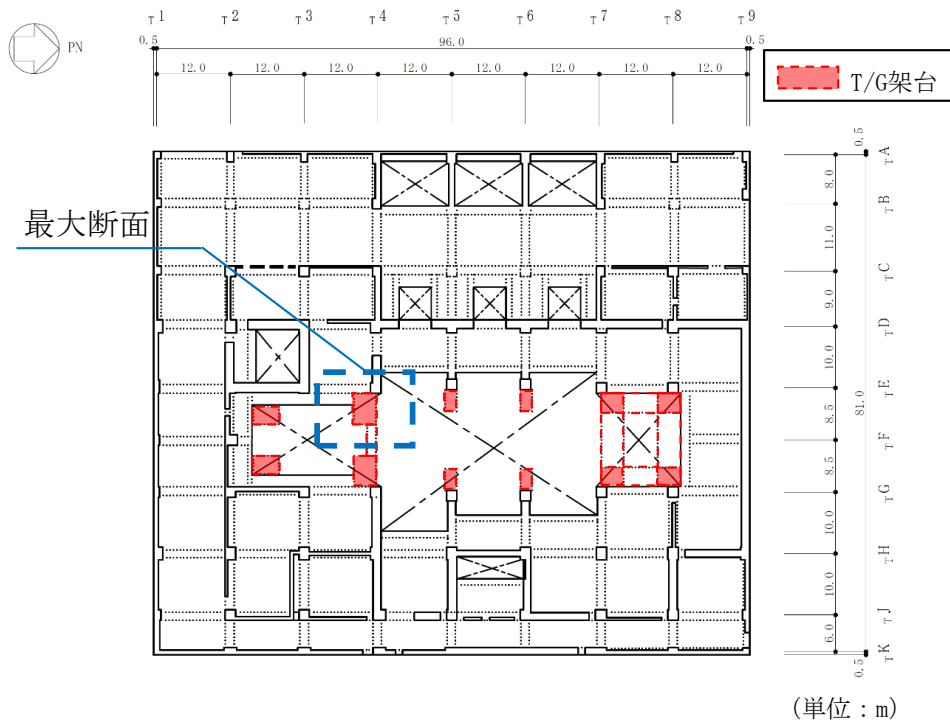 T1 T2 T3 T4 T5 T6 T7 T8 T9
PN
0.5 96.0 0.5
12.0 12.0 12.0 12.0 12.0 12.0 12.0 12.0
T/G架台
最大断面
0.5
TA
8.0
TB
11.0
TC
9.0
TD
10.0
TE
8.5
81.0
TF
8.5
TG
10.0
TH
10.0
TJ
6.0
TK
0.5
(単位:m)